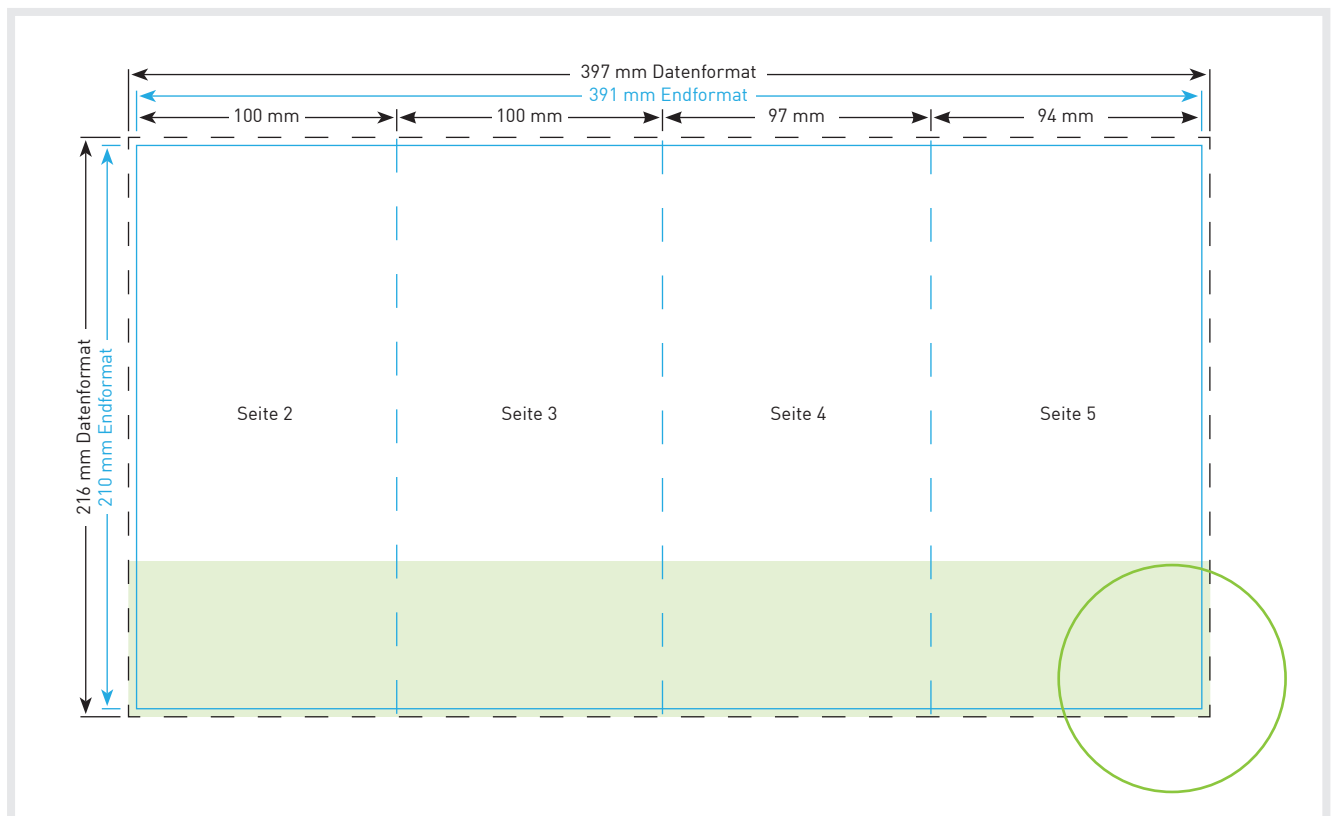 397 mm Datenformat
391 mm Endformat
100 mm
100 mm
97 mm
94 mm
216 mm Datenformat
210 mm Endformat
Seite 2
Seite 3
Seite 4
Seite 5